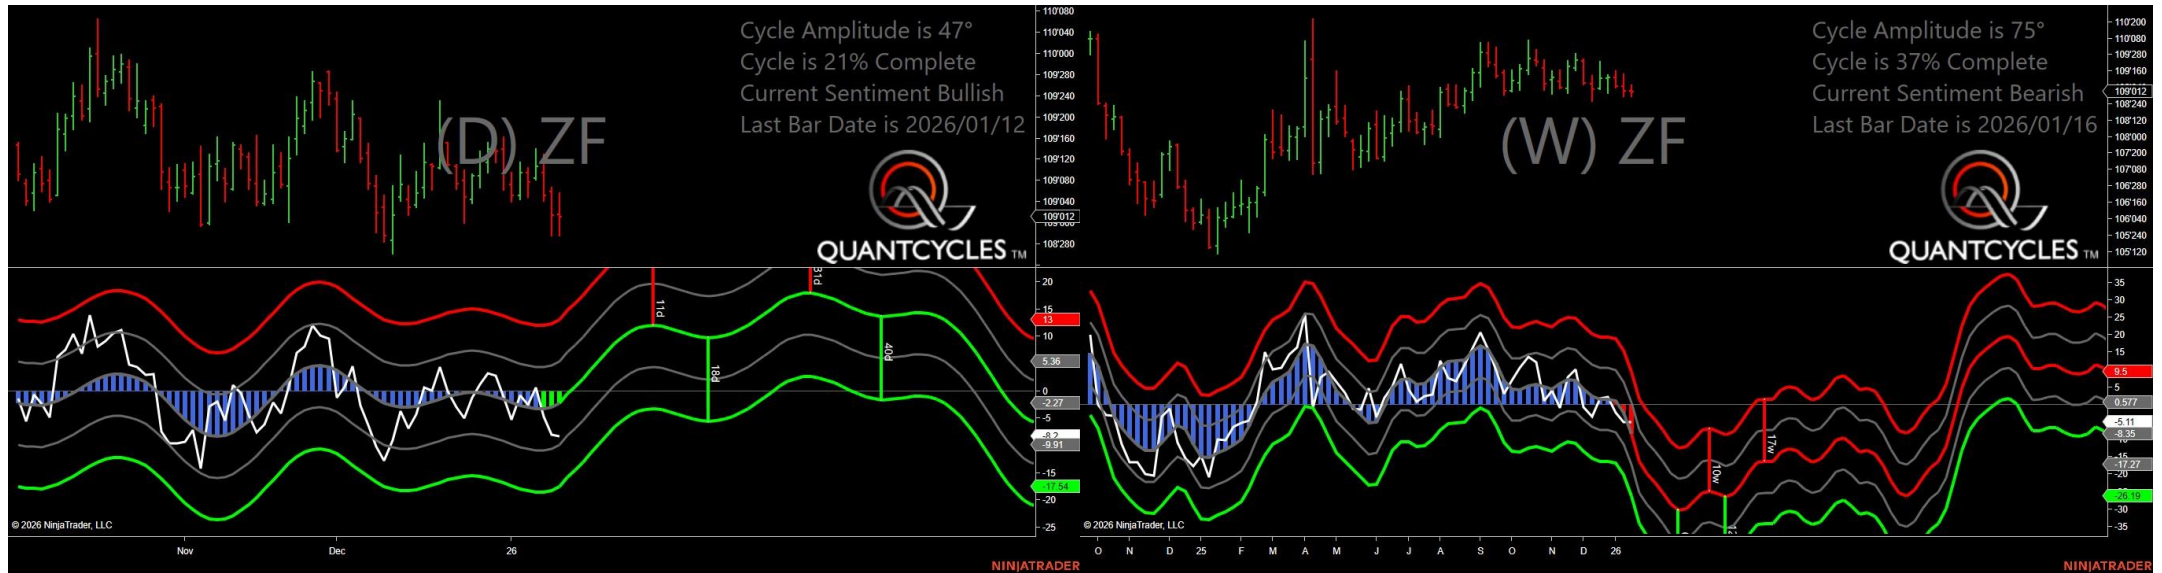 Cycle Amplitude is 47°
Cycle is 21% Complete
Current Sentiment Bullish
Last Bar Date is 2026/01/12
(D) ZF
QUANTCYCLES TM
110'080
110'040
110'000
109'280
109'240
109'200
109'160
109'120
109'080
109'040
109'012
108'280
11d
18d
31d
40d
20
15
13
10
5.36
0
-2.27
-5
-8.2
-9.91
-15
-17.54
-20
-25
© 2026 NinjaTrader, LLC
Nov Dec 26
NINJATRADER
Cycle Amplitude is 75°
Cycle is 37% Complete
Current Sentiment Bearish
Last Bar Date is 2026/01/16
(W) ZF
QUANTCYCLES TM
110'200
110'080
109'280
109'160
109'012
108'240
108'120
108'000
107'200
107'080
106'280
106'160
106'040
105'240
105'120
10w
17w
35
30
25
20
15
9.5
5
0.577
-5.11
-8.35
-15
-17.27
-20
-26.19
-30
-35
© 2026 NinjaTrader, LLC
O N D 25 F M A M J J A S O N D 26
NINJATRADER